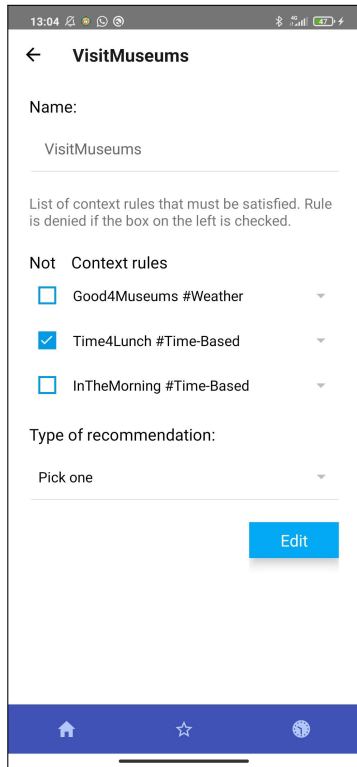 13:04 4G 47
VisitMuseums
Name:
VisitMuseums
List of context rules that must be satisfied. Rule
is denied if the box on the left is checked.
Not Context rules
Good4Museums #Weather
Time4Lunch #Time-Based
InTheMorning #Time-Based
Type of recommendation:
Pick one
Edit